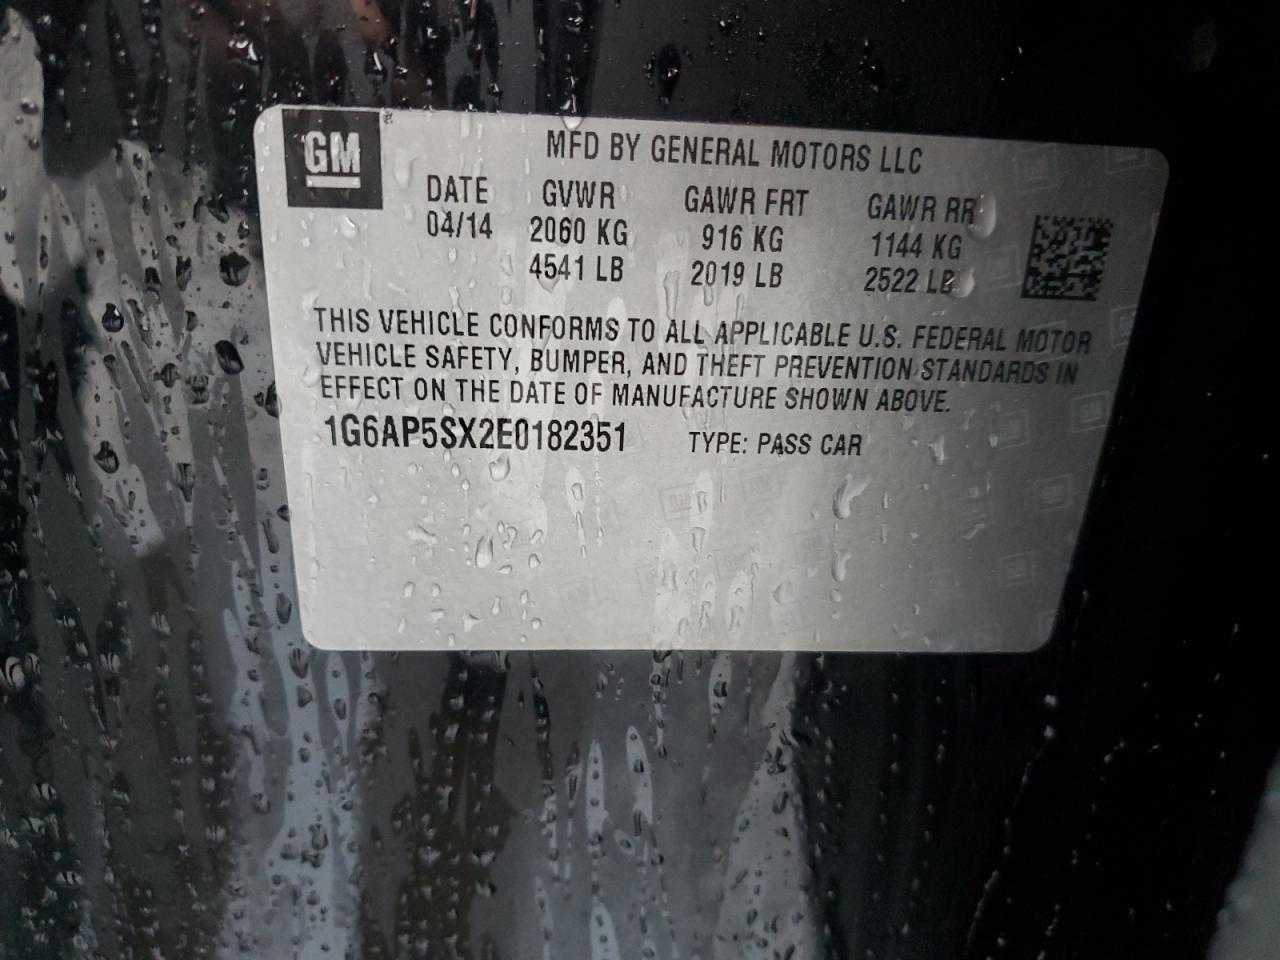 GM
MFD BY GENERAL MOTORS LLC
DATE GVWR GAWR FRT GAWR RR
04/14 2060 KG 916 KG 1144 KG
4541 LB 2019 LB 2522 LB
THIS VEHICLE CONFORMS TO ALL APPLICABLE U.S. FEDERAL MOTOR
VEHICLE SAFETY, BUMPER, AND THEFT PREVENTION STANDARDS IN
EFFECT ON THE DATE OF MANUFACTURE SHOWN ABOVE.
1G6AP5SX2E0182351 TYPE: PASS CAR